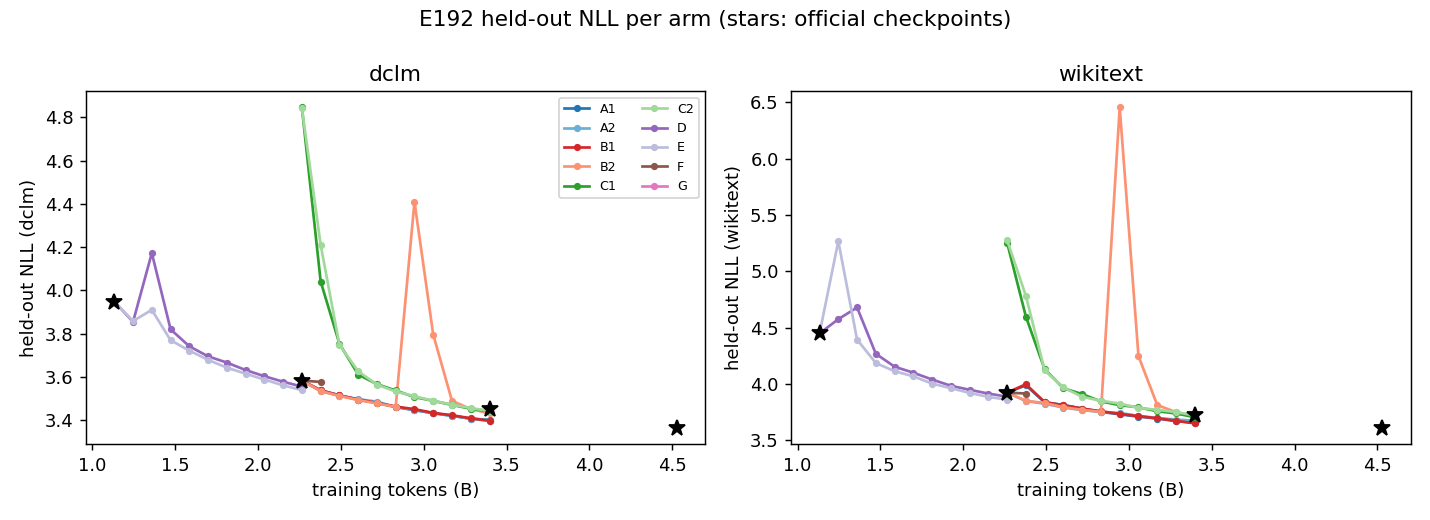 E192 held-out NLL per arm (stars: official checkpoints)
dclm
held-out NLL (dclm)
4.8
4.6
4.4
4.2
4.0
3.8
3.6
3.4
A1 C2
A2 D
B1 E
B2 F
C1 G
1.0 1.5 2.0 2.5 3.0 3.5 4.0 4.5
training tokens (B)
wikitext
held-out NLL (wikitext)
6.5
6.0
5.5
5.0
4.5
4.0
3.5
1.0 1.5 2.0 2.5 3.0 3.5 4.0 4.5
training tokens (B)